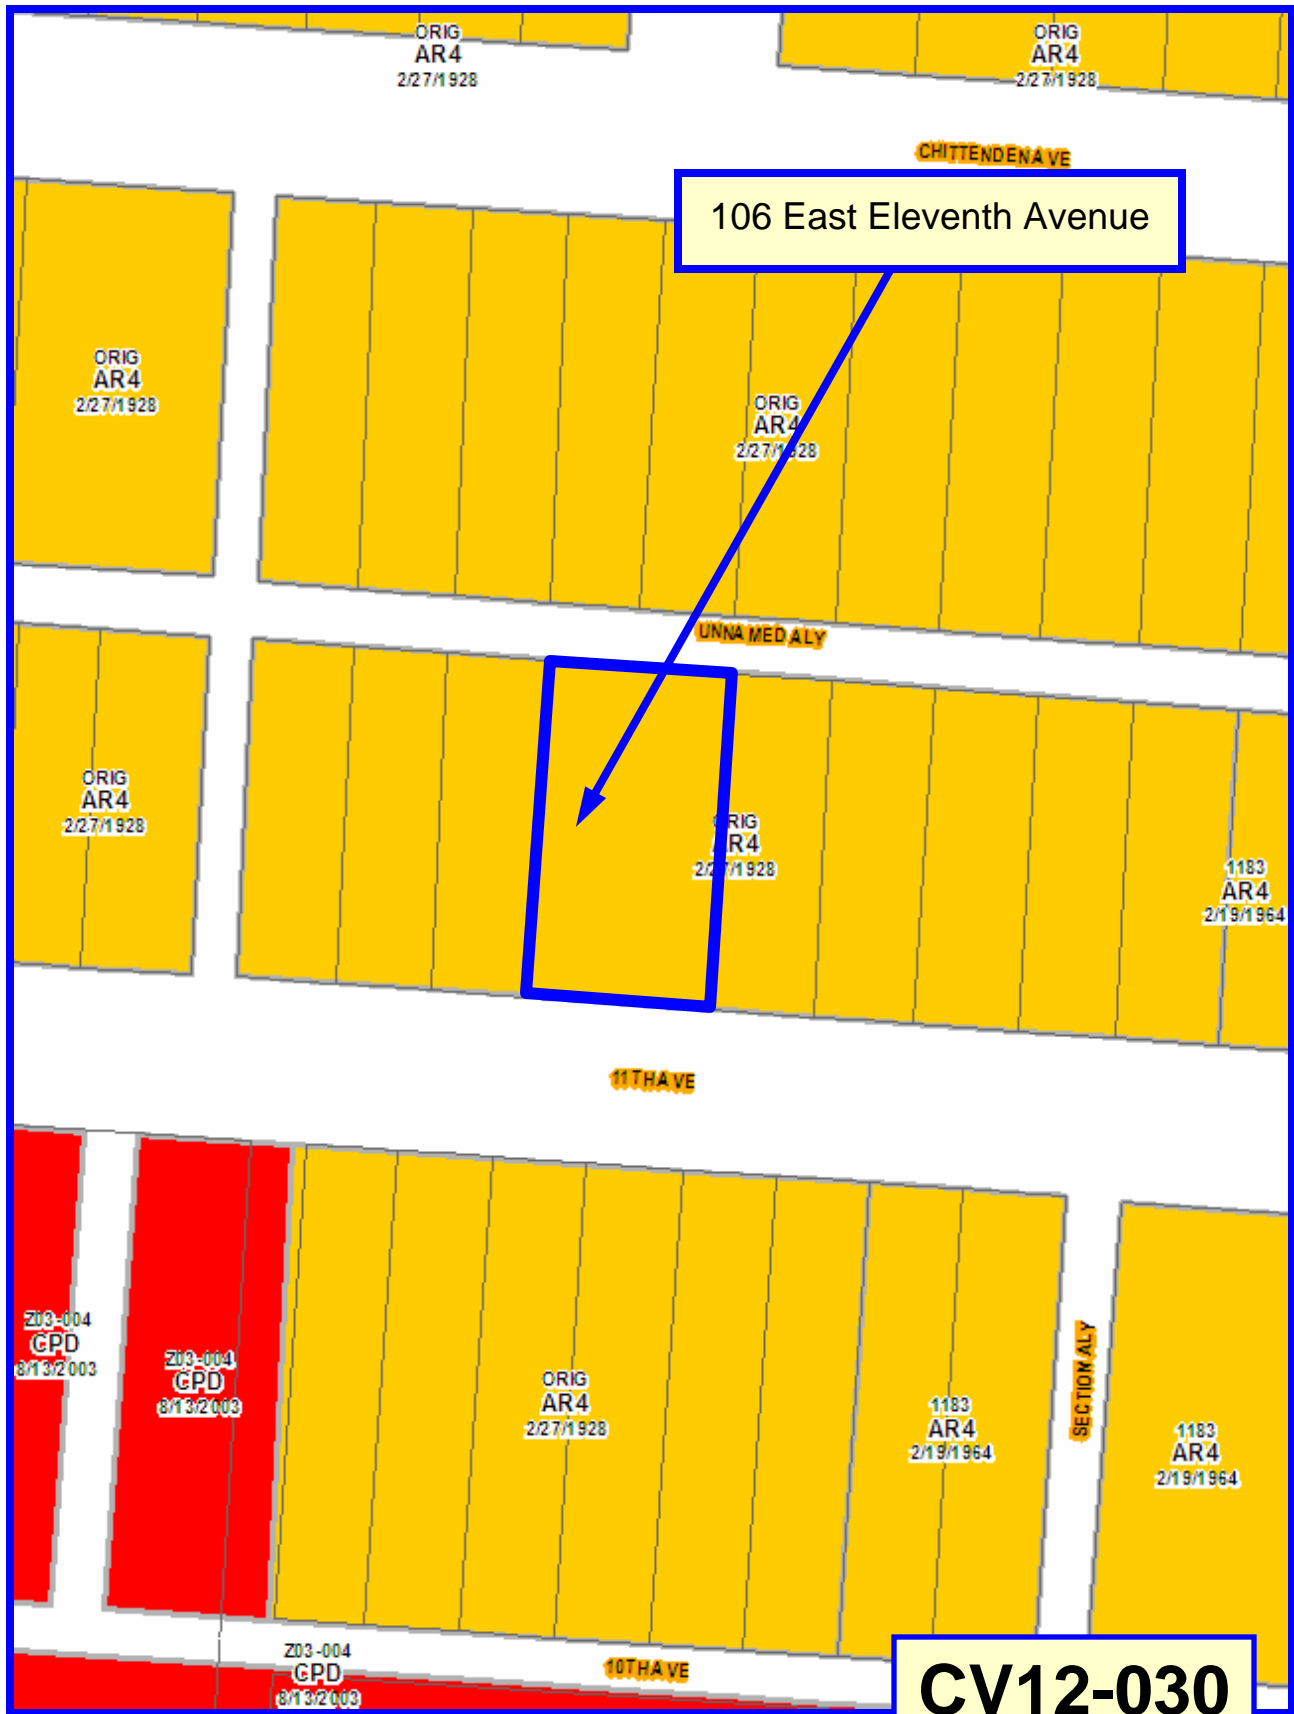 ORIG
AR4
2/27/1928
ORIG
AR4
2/27/1928
CHITTENDEN AVE
106 East Eleventh Avenue
ORIG
AR4
2/27/1928
ORIG
AR4
2/27/1928
UNNAMED ALY
ORIG
AR4
2/27/1928
ORIG
AR4
2/27/1928
1183
AR4
2/19/1964
11TH AVE
Z03-004
CPD
8/13/2003
Z03-004
CPD
8/13/2003
ORIG
AR4
2/27/1928
1183
AR4
2/19/1964
SECTION ALY
1183
AR4
2/19/1964
Z03-004
CPD
8/13/2003
10TH AVE
CV12-030